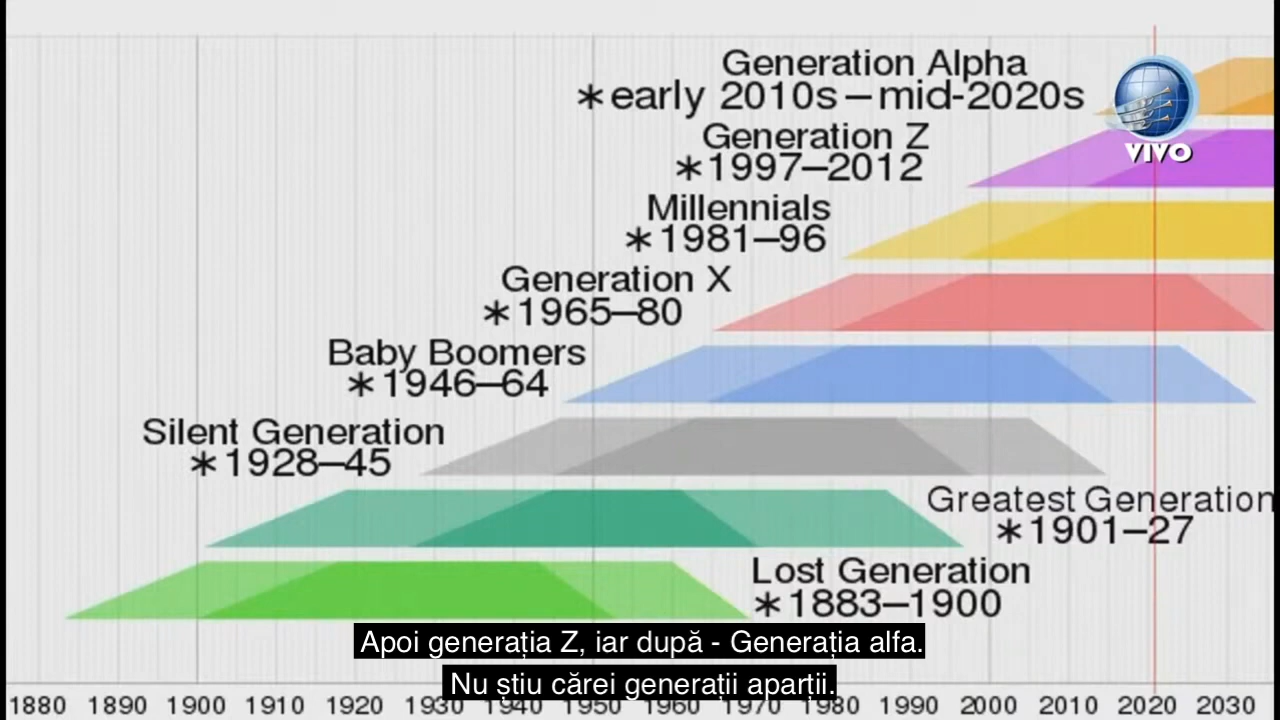 Generation Alpha
*early 2010s – mid-2020s
Generation Z
*1997–2012
Millennials
*1981–96
Generation X
*1965–80
Baby Boomers
*1946–64
Silent Generation
*1928–45
Greatest Generation
*1901–27
Lost Generation
*1883–1900
VIVO
Apoi generația Z, iar după - Generația alfa.
Nu știu cărei generații aparții.
1880 1890 1900 1910 1920 1930 1940 1950 1960 1970 1980 1990 2000 2010 2020 2030